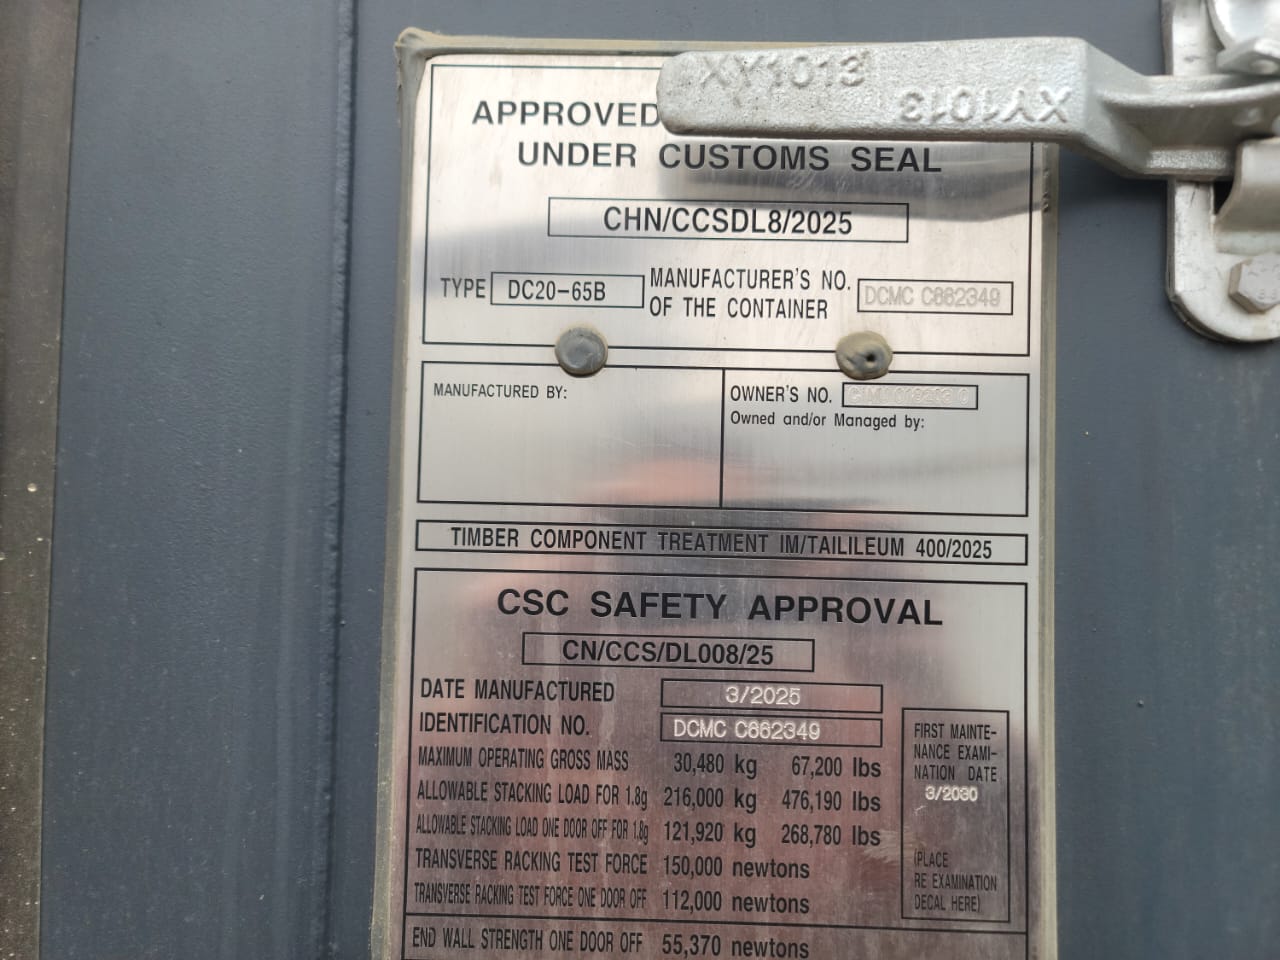 XY1013
XY1013
APPROVED
UNDER CUSTOMS SEAL
CHN/CCSDL8/2025
TYPE DC20-65B MANUFACTURER'S NO. OF THE CONTAINER DCMC C662349
MANUFACTURED BY:
OWNER'S NO.
Owned and/or Managed by:
TIMBER COMPONENT TREATMENT IM/TAILILEUM 400/2025
CSC SAFETY APPROVAL
CN/CCS/DL008/25
DATE MANUFACTURED 3/2025
IDENTIFICATION NO. DCMC C662349
MAXIMUM OPERATING GROSS MASS 30,480 kg 67,200 lbs
ALLOWABLE STACKING LOAD FOR 1.8g 216,000 kg 476,190 lbs
ALLOWABLE STACKING LOAD ONE DOOR OFF FOR 1.8g 121,920 kg 268,780 lbs
TRANSVERSE RACKING TEST FORCE 150,000 newtons
TRANSVERSE RACKING TEST FORCE ONE DOOR OFF 112,000 newtons
END WALL STRENGTH ONE DOOR OFF 55,370 newtons
FIRST MAINTE-
NANCE EXAMI-
NATION DATE
3/2030
(PLACE
RE EXAMINATION
DECAL HERE)